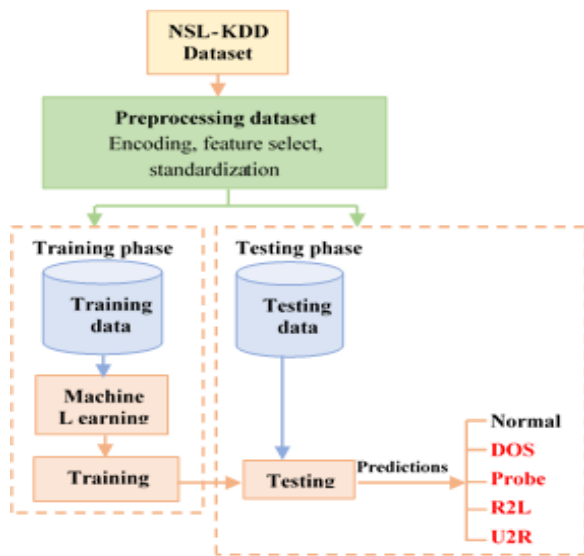 NSL-KDD
Dataset
Preprocessing dataset
Encoding, feature select,
standardization
Training phase
Training
data
Machine
L earning
Training
Testing phase
Testing
data
Testing
Predictions
Normal
DOS
Probe
R2L
U2R